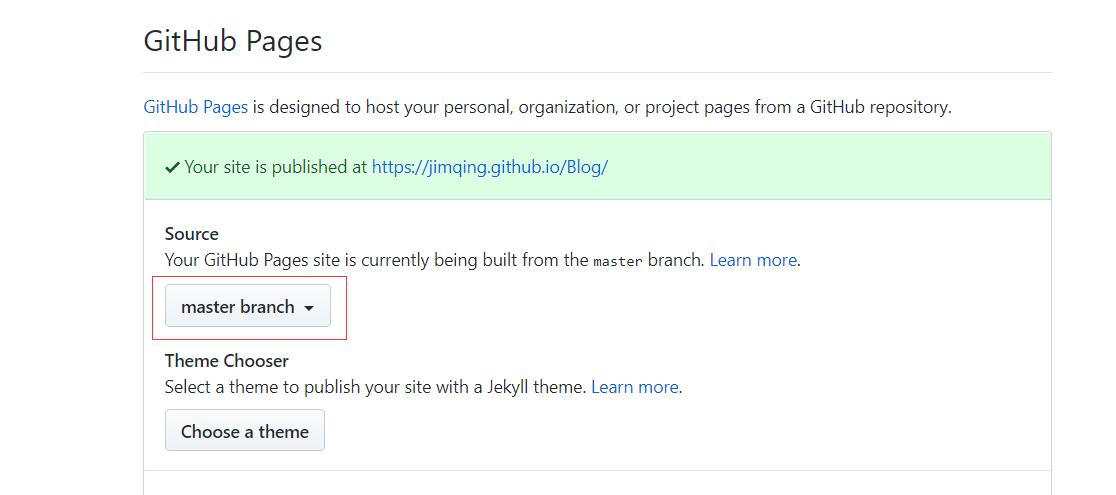 GitHub Pages
GitHub Pages is designed to host your personal, organization, or project pages from a GitHub repository.
Your site is published at https://jimqing.github.io/Blog/
Source
Your GitHub Pages site is currently being built from the master branch. Learn more.
master branch
Theme Chooser
Select a theme to publish your site with a Jekyll theme. Learn more.
Choose a theme